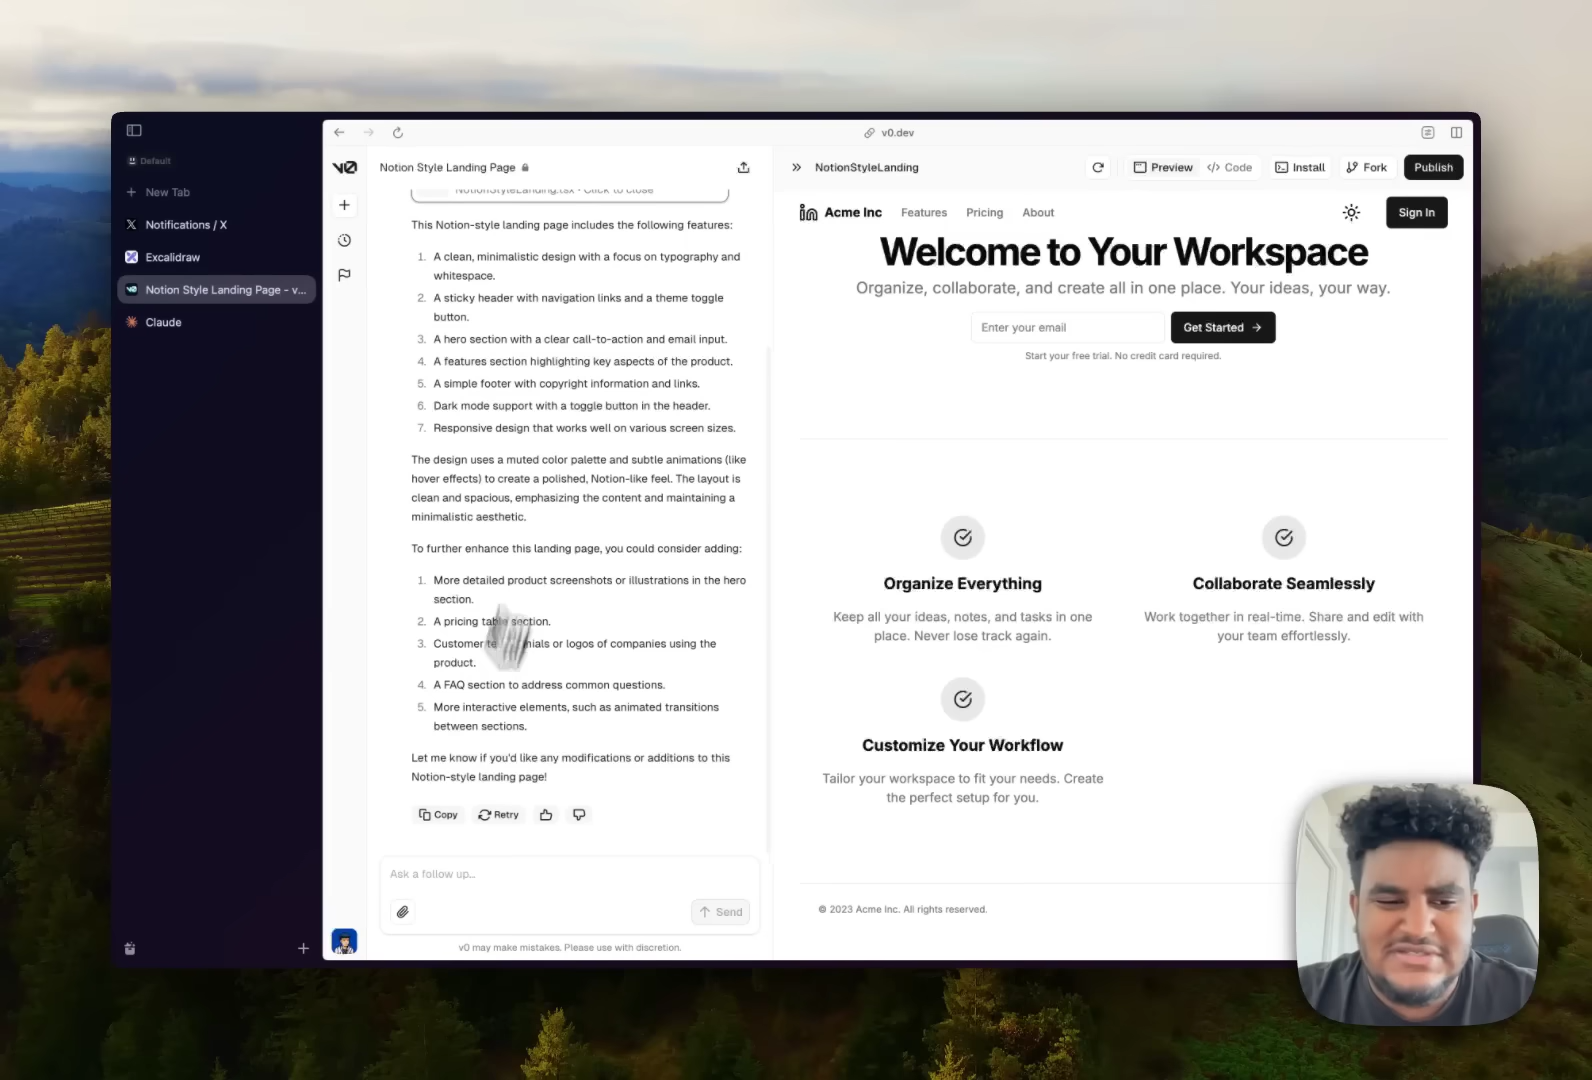 Default
New Tab
Notifications / X
Excalidraw
Notion Style Landing Page - v...
Claude
v0.dev
Notion Style Landing Page
NotionStyleLanding.tsx • Click to close
This Notion-style landing page includes the following features:
1. A clean, minimalistic design with a focus on typography and
whitespace.
2. A sticky header with navigation links and a theme toggle
button.
3. A hero section with a clear call-to-action and email input.
4. A features section highlighting key aspects of the product.
5. A simple footer with copyright information and links.
6. Dark mode support with a toggle button in the header.
7. Responsive design that works well on various screen sizes.
The design uses a muted color palette and subtle animations (like
hover effects) to create a polished, Notion-like feel. The layout is
clean and spacious, emphasizing the content and maintaining a
minimalistic aesthetic.
To further enhance this landing page, you could consider adding:
1. More detailed product screenshots or illustrations in the hero
section.
2. A pricing table section.
3. Customer or logos of companies using the
product.
4. A FAQ section to address common questions.
5. More interactive elements, such as animated transitions
between sections.
Let me know if you'd like any modifications or additions to this
Notion-style landing page!
Copy Retry
Ask a follow up...
Send
v0 may make mistakes. Please use with discretion.
NotionStyleLanding
Preview Code Install Fork Publish
Acme Inc Features Pricing About Sign In
Welcome to Your Workspace
Organize, collaborate, and create all in one place. Your ideas, your way.
Enter your email Get Started
Start your free trial. No credit card required.
Organize Everything
Keep all your ideas, notes, and tasks in one
place. Never lose track again.
Collaborate Seamlessly
Work together in real-time. Share and edit with
your team effortlessly.
Customize Your Workflow
Tailor your workspace to fit your needs. Create
the perfect setup for you.
© 2023 Acme Inc. All rights reserved.